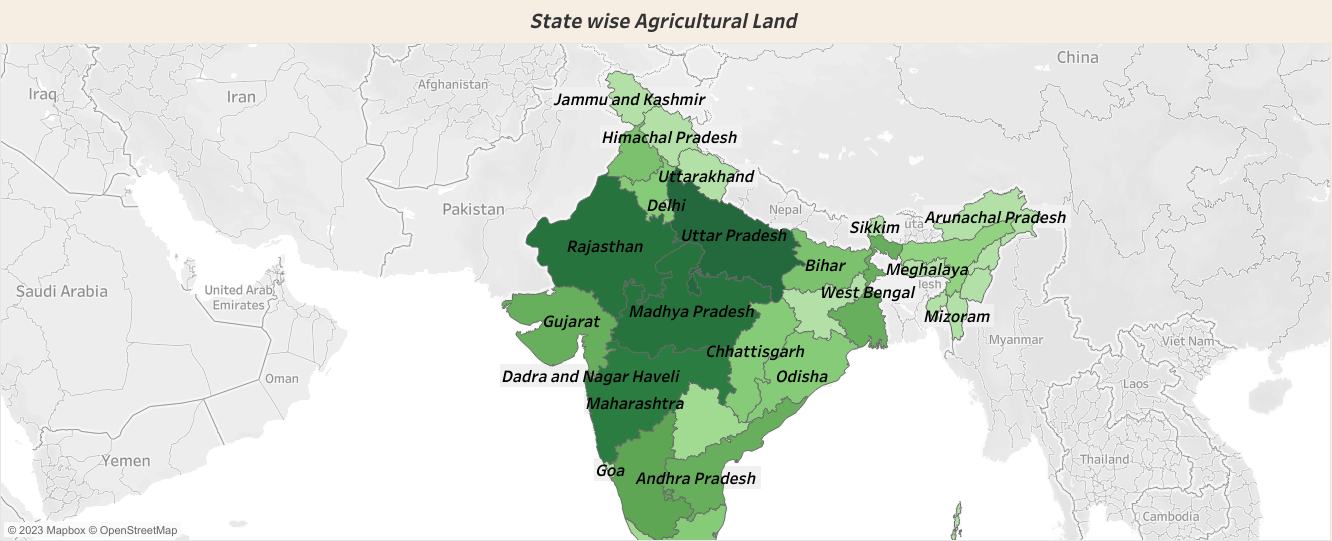 State wise Agricultural Land
China
Afghanistan
Iraq
Iran
Jammu and Kashmir
Himachal Pradesh
Uttarakhand
Pakistan
Delhi
Nepal
Arunachal Pradesh
Sikkim
uta
Uttar Pradesh
Rajasthan
Bihar
Meghalaya
lesh
Saudi Arabia
United Arab
Emirates
West Bengal
Madhya Pradesh
Mizoram
Gujarat
Myanmar
Viet Nam
Chhattisgarh
Oman
Dadra and Nagar Haveli
Odisha
Laos
Maharashtra
Yemen
Thailand
Goa
Andhra Pradesh
Cambodia
© 2023 Mapbox © OpenStreetMap